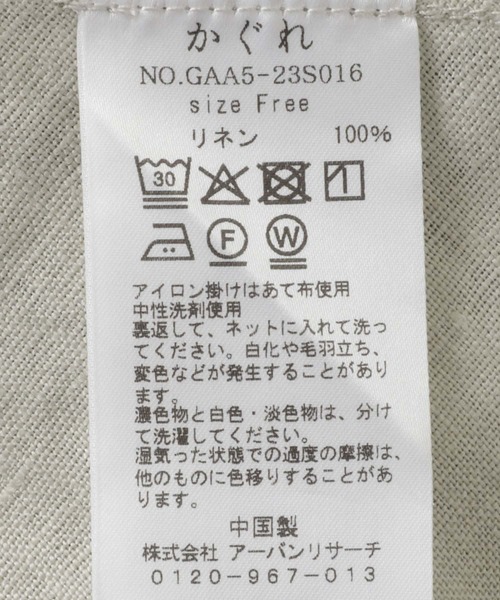 かぐれ
NO.GAA5-23S016
size Free
リネン 100%
30
F W
アイロン掛けはあて布使用
中性洗剤使用
裏返して、ネットに入れて洗っ
てください。白化や毛羽立ち、
変色などが発生することがあり
ます。
濃色物と白色・淡色物は、分け
て洗濯してください。
湿気った状態での過度の摩擦は、
他のものに色移りすることがあ
ります。
中国製
株式会社 アーバンリサーチ
0120-967-013